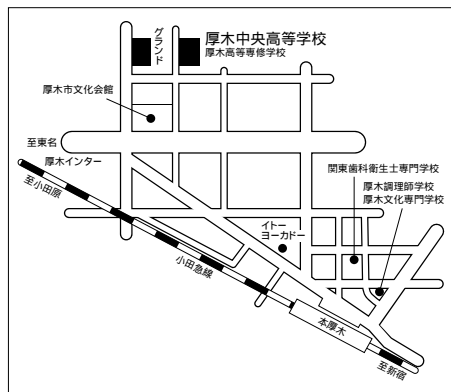 グランド
厚木中央高等学校
厚木高等専修学校
厚木市文化会館
至東名
厚木インター
至小田原
関東歯科衛生士専門学校
厚木調理師学校
厚木文化専門学校
イトー
ヨーカドー
小田急線
本厚木
至新宿